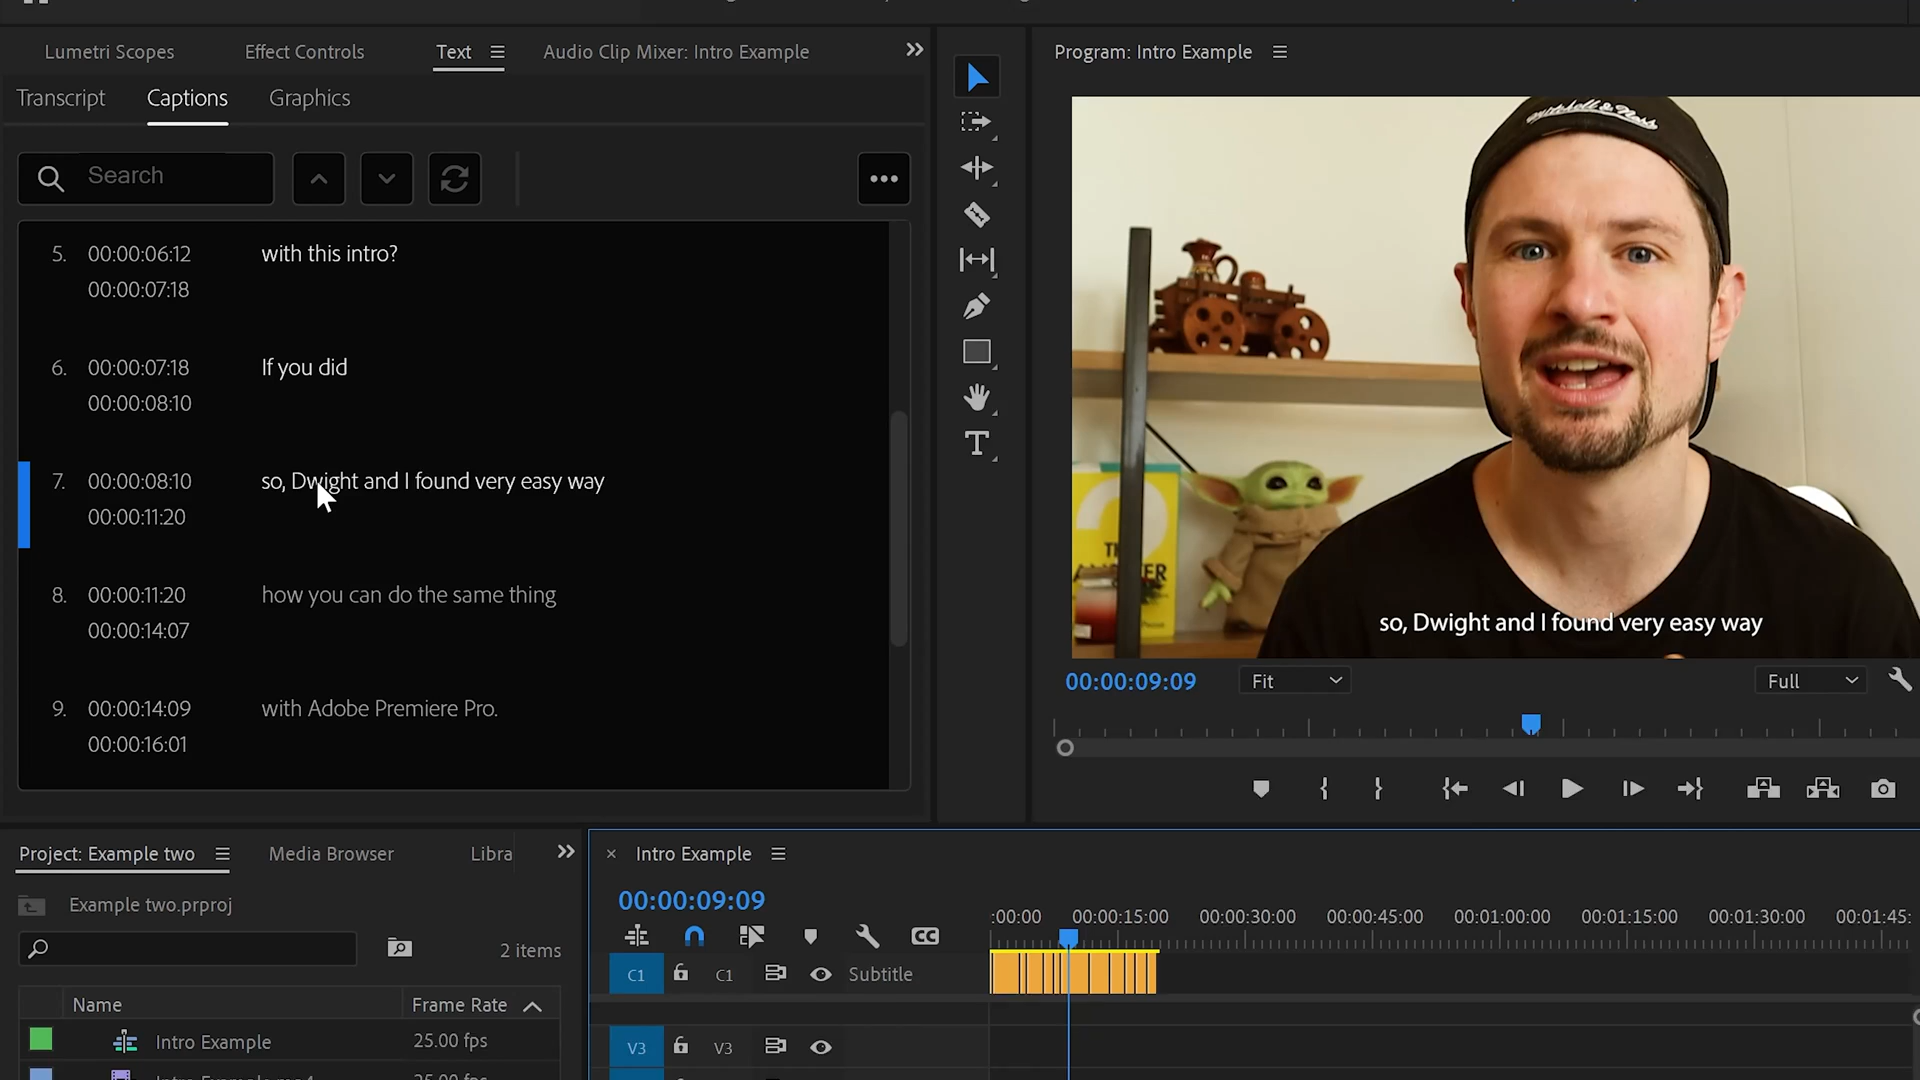 Lumetri Scopes
Effect Controls
Text
Audio Clip Mixer: Intro Example
Program: Intro Example
Transcript
Captions
Graphics
Search
5. 00:00:06:12 with this intro?
00:00:07:18
6. 00:00:07:18 If you did
00:00:08:10
7. 00:00:08:10 so, Dwight and I found very easy way
00:00:11:20
8. 00:00:11:20 how you can do the same thing
00:00:14:07
9. 00:00:14:09 with Adobe Premiere Pro.
00:00:16:01
Mitchell & Ness
so, Dwight and I found very easy way
00:00:09:09
Fit
Full
Project: Example two
Media Browser
Libra
Example two.prproj
2 items
Name
Frame Rate
Intro Example
25.00 fps
Intro Example
00:00:09:09
:00:00
00:00:15:00
00:00:30:00
00:00:45:00
00:01:00:00
00:01:15:00
00:01:30:00
00:01:45:
CC
C1
C1
Subtitle
V3
V3
T